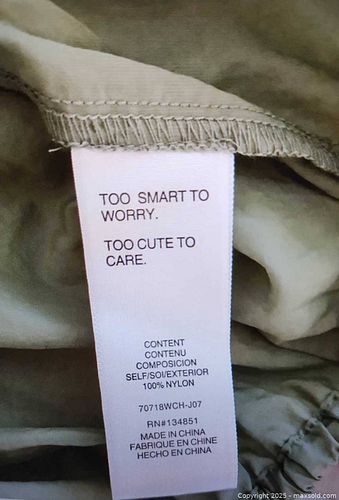 TOO SMART TO
WORRY.
TOO CUTE TO
CARE.
CONTENT
CONTENU
COMPOSICION
SELF/SOI/EXTERIOR
100% NYLON
70718WCH-J07
RN#134851
MADE IN CHINA
FABRIQUE EN CHINE
HECHO EN CHINA
Copyright 2025 - maxsold.com